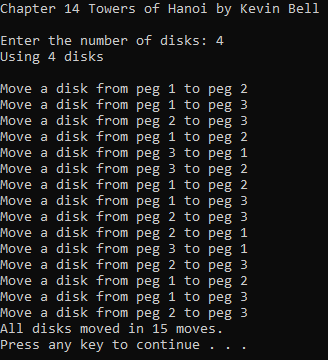 Chapter 14 Towers of Hanoi by Kevin Bell
Enter the number of disks: 4
Using 4 disks
Move a disk from peg 1 to peg 2
Move a disk from peg 1 to peg 3
Move a disk from peg 2 to peg 3
Move a disk from peg 1 to peg 2
Move a disk from peg 3 to peg 1
Move a disk from peg 3 to peg 2
Move a disk from peg 1 to peg 2
Move a disk from peg 1 to peg 3
Move a disk from peg 2 to peg 3
Move a disk from peg 2 to peg 1
Move a disk from peg 3 to peg 1
Move a disk from peg 2 to peg 3
Move a disk from peg 1 to peg 2
Move a disk from peg 1 to peg 3
Move a disk from peg 2 to peg 3
All disks moved in 15 moves.
Press any key to continue . . .